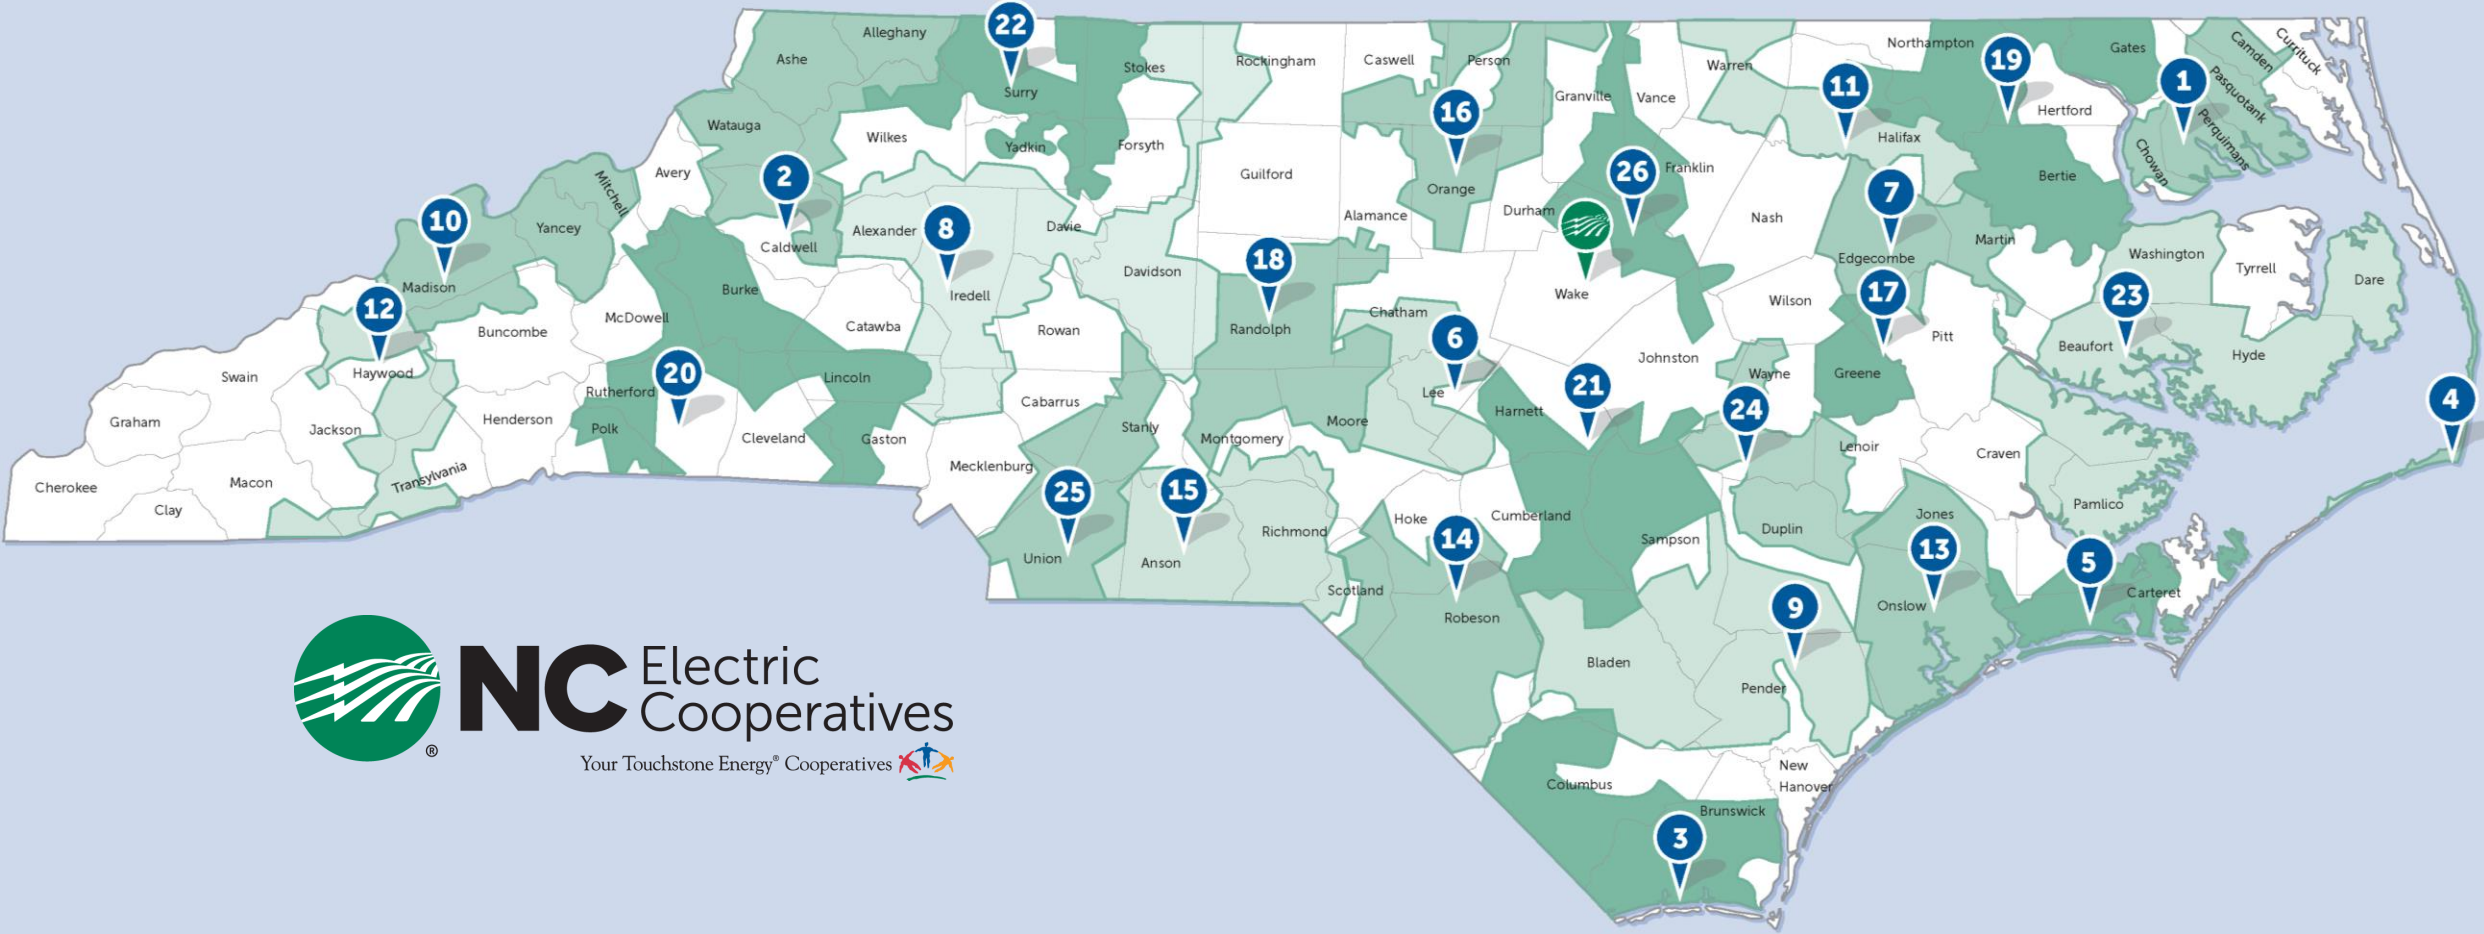 22
Alleghany
Ashe
Stokes
Surry
Rockingham
Caswell
Person
Granville
Vance
Warren
Northampton
Gates
Camden
Currituck
Pasquotank
Perquimans
Chowan
19
1
11
Hertford
Halifax
Bertie
16
Watauga
Wilkes
Yadkin
Forsyth
Guilford
Orange
Alamance
Durham
26
Franklin
Nash
7
Edgecombe
Martin
Washington
Tyrrell
Dare
Mitchell
Avery
2
Caldwell
Alexander
8
Iredell
Davie
Davidson
18
Randolph
10
Madison
Yancey
12
Haywood
Buncombe
McDowell
Burke
Catawba
Rowan
Chatham
6
Lee
Wake
Johnston
Wilson
17
Greene
Pitt
23
Beaufort
Hyde
4
Swain
Graham
Jackson
Henderson
Rutherford
20
Polk
Cleveland
Lincoln
Gaston
Cabarrus
Stanly
Montgomery
Moore
Harnett
21
Wayne
24
Lenoir
Craven
Cherokee
Clay
Macon
Transylvania
Mecklenburg
25
Union
15
Anson
Richmond
Scotland
Hoke
14
Robeson
Cumberland
Sampson
Duplin
Jones
13
Onslow
Pamlico
5
Carteret
Bladen
9
Pender
Columbus
New
Hanover
Brunswick
3
NC Electric
Cooperatives
®
Your Touchstone Energy® Cooperatives